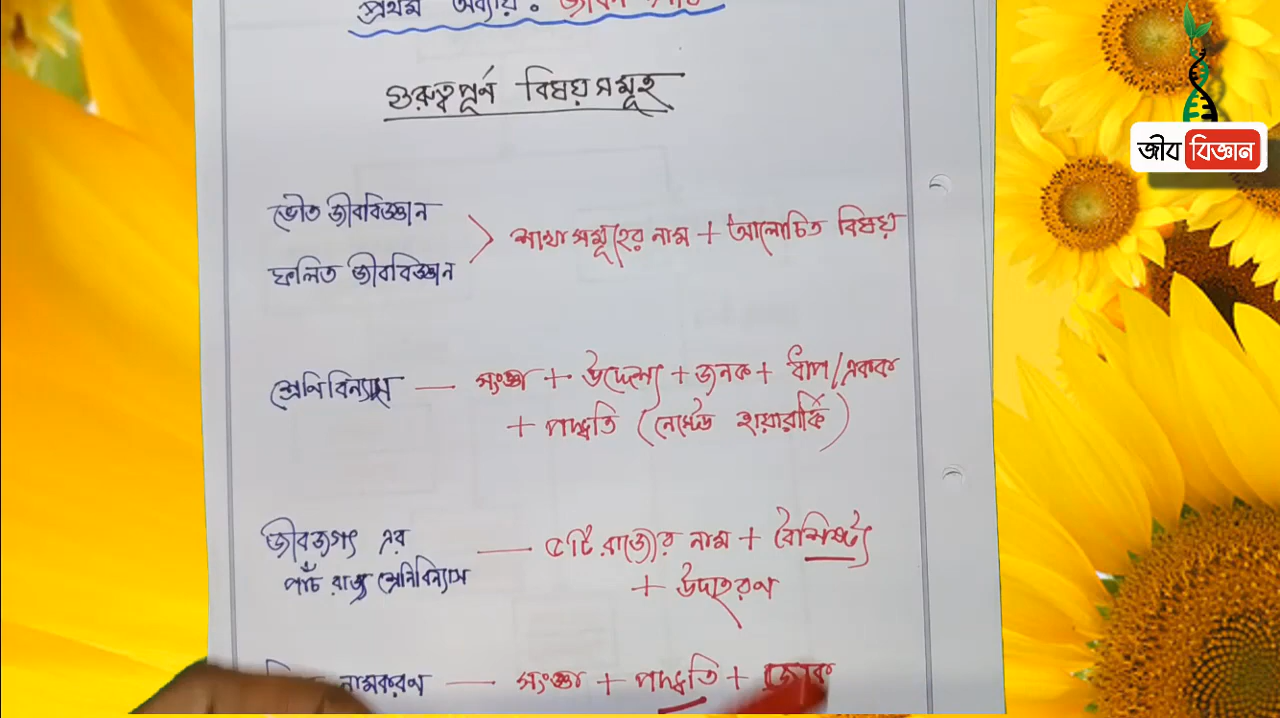 প্রথম অধ্যায় : জীবন পাঠ
গুরুত্বপূর্ন বিষয়সমূহ
জীব বিজ্ঞান
ভৌত জীববিজ্ঞান
ফলিত জীববিজ্ঞান
> শাখাসমূহের নাম + আলোচিত বিষয়
শ্রেণিবিন্যাস — সংজ্ঞা + উদ্দেশ্য + জনক + ধাপ/একক
+ পদ্ধতি (নেস্টেড হায়ারার্কি)
জীবজগৎ এর
পাঁচ রাজ্য শ্রেনিবিন্যাস — ৫টি রাজ্যের নাম + বৈশিষ্ট্য
+ উদাহরণ
নামকরণ — সংজ্ঞা + পদ্ধতি +